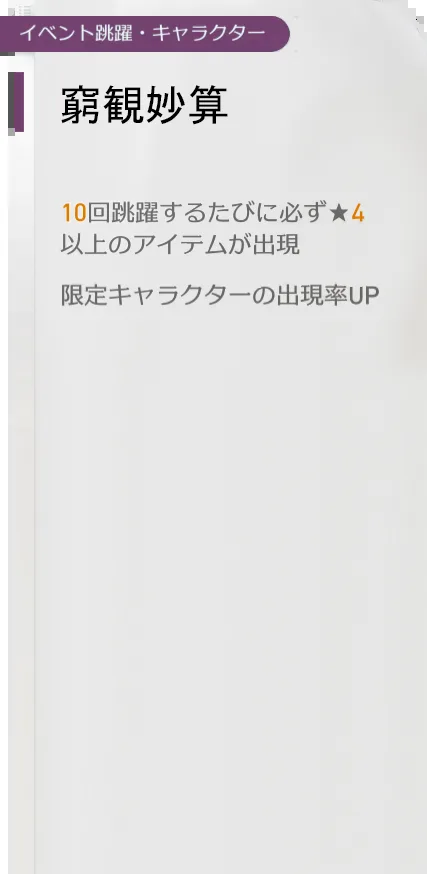 イベント跳躍・キャラクター
窮観妙算
10回跳躍するたびに必ず★4
以上のアイテムが出現
限定キャラクターの出現率UP